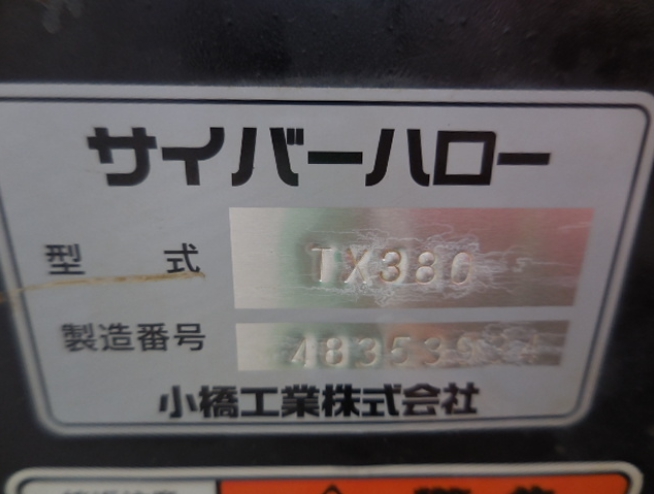 サイバーハロー
型式 TX380
製造番号
小橋工業株式会社